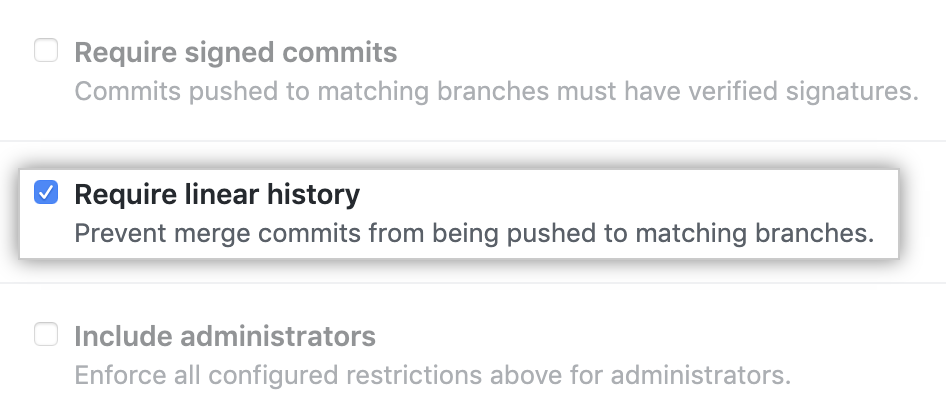 Require signed commits
Commits pushed to matching branches must have verified signatures.
Require linear history
Prevent merge commits from being pushed to matching branches.
Include administrators
Enforce all configured restrictions above for administrators.